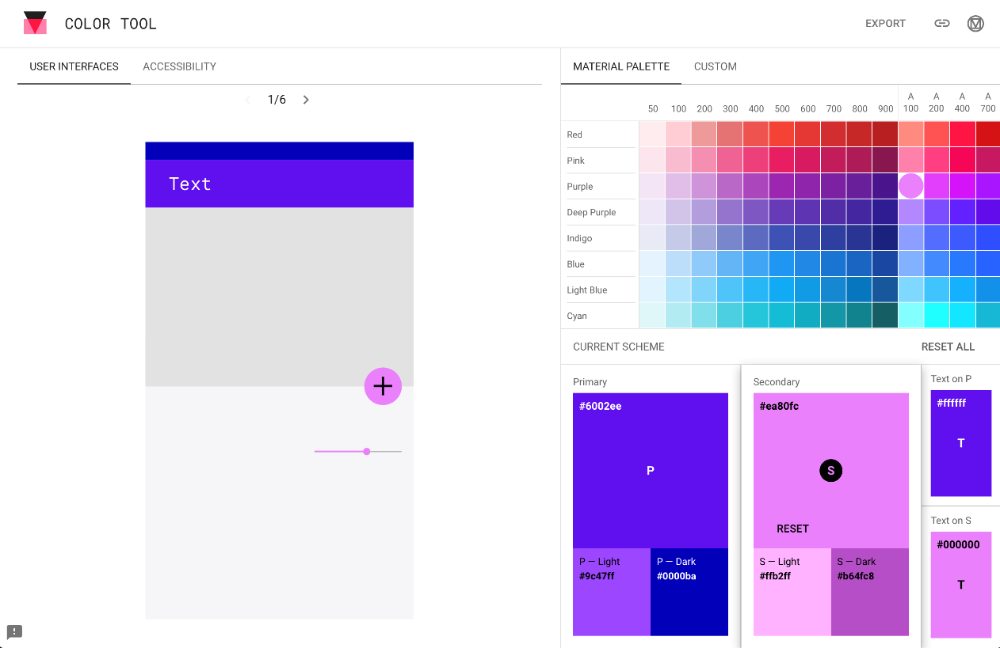 COLOR TOOL
EXPORT
USER INTERFACES
ACCESSIBILITY
1/6
Text
MATERIAL PALETTE
CUSTOM
50 100 200 300 400 500 600 700 800 900 A 100 A 200 A 400 A 700
Red
Pink
Purple
Deep Purple
Indigo
Blue
Light Blue
Cyan
CURRENT SCHEME
RESET ALL
Primary
#6002ee
P
P — Light
#9c47ff
P — Dark
#0000ba
Secondary
#ea80fc
S
RESET
S — Light
#ffb2ff
S — Dark
#b64fc8
Text on P
#ffffff
T
Text on S
#000000
T